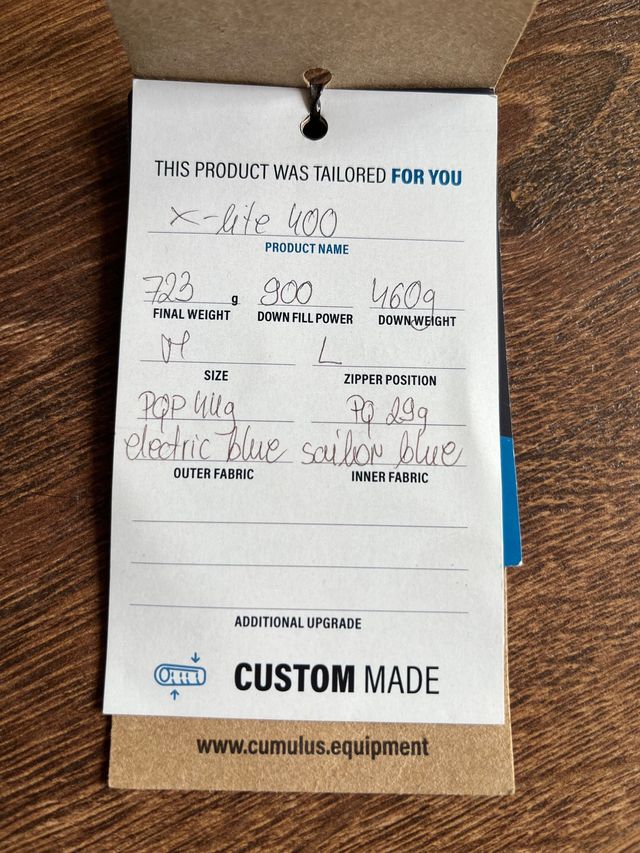 THIS PRODUCT WAS TAILORED FOR YOU
X-lite 400
PRODUCT NAME
723 g 900 460g
FINAL WEIGHT DOWN FILL POWER DOWN WEIGHT
M L
SIZE ZIPPER POSITION
PQP 44g PQ 29g
electric blue sailor blue
OUTER FABRIC INNER FABRIC
ADDITIONAL UPGRADE
CUSTOM MADE
www.cumulus.equipment